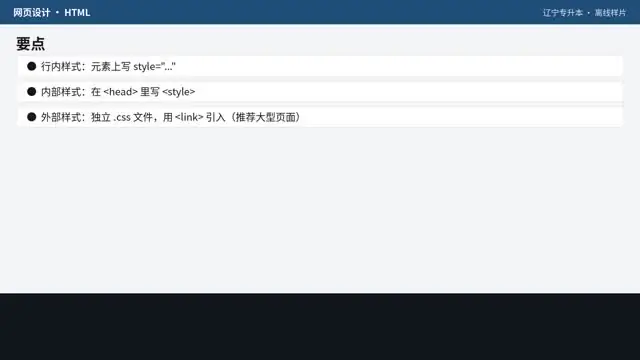 网页设计 · HTML
辽宁专升本 · 离线样片
要点
● 行内样式：元素上写 style="..."
● 内部样式：在 <head> 里写 <style>
● 外部样式：独立 .css 文件，用 <link> 引入（推荐大型页面）